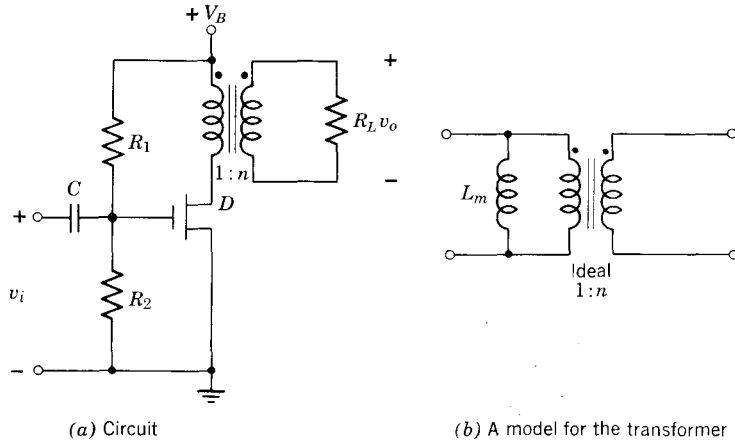 + V_B
+
R_1
R_L v_o
1:n
C
D
−
+
v_i
R_2
−
L_m
Ideal
1:n
(a) Circuit
(b) A model for the transformer